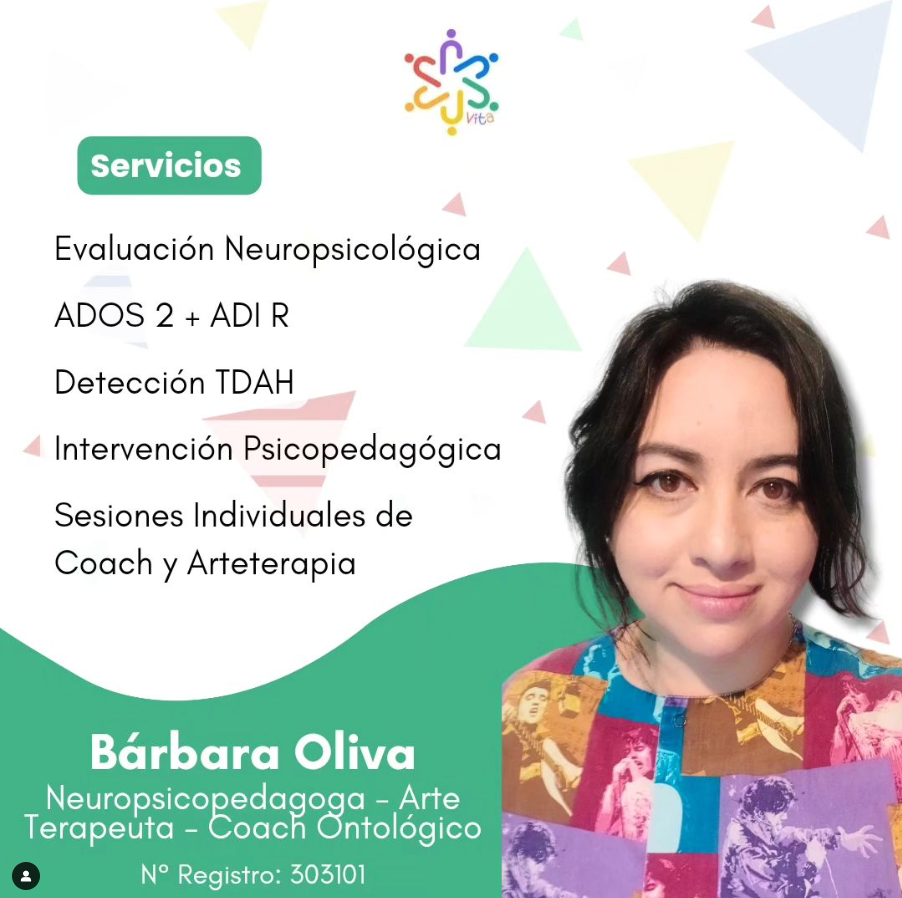 vita
Servicios
Evaluación Neuropsicológica
ADOS 2 + ADI R
Detección TDAH
Intervención Psicopedagógica
Sesiones Individuales de
Coach y Arteterapia
Bárbara Oliva
Neuropsicopedagoga - Arte
Terapeuta - Coach Ontológico
N° Registro: 303101